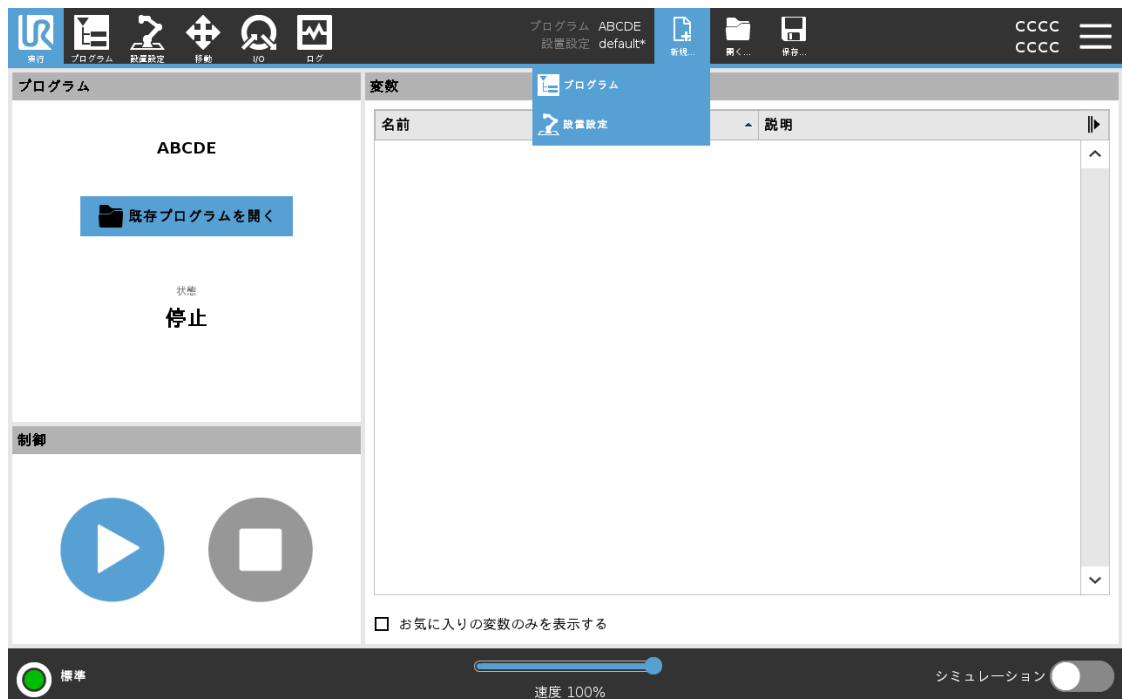 プログラム ABCDE
設置設定 default*
CCCC
CCCC
実行
プログラム
設置設定
移動
I/O
ログ
新規...
開く...
保存...
プログラム
設置設定
プログラム
ABCDE
既存プログラムを開く
状態
停止
制御
変数
名前
説明
お気に入りの変数のみを表示する
標準
速度 100%
シミュレーション